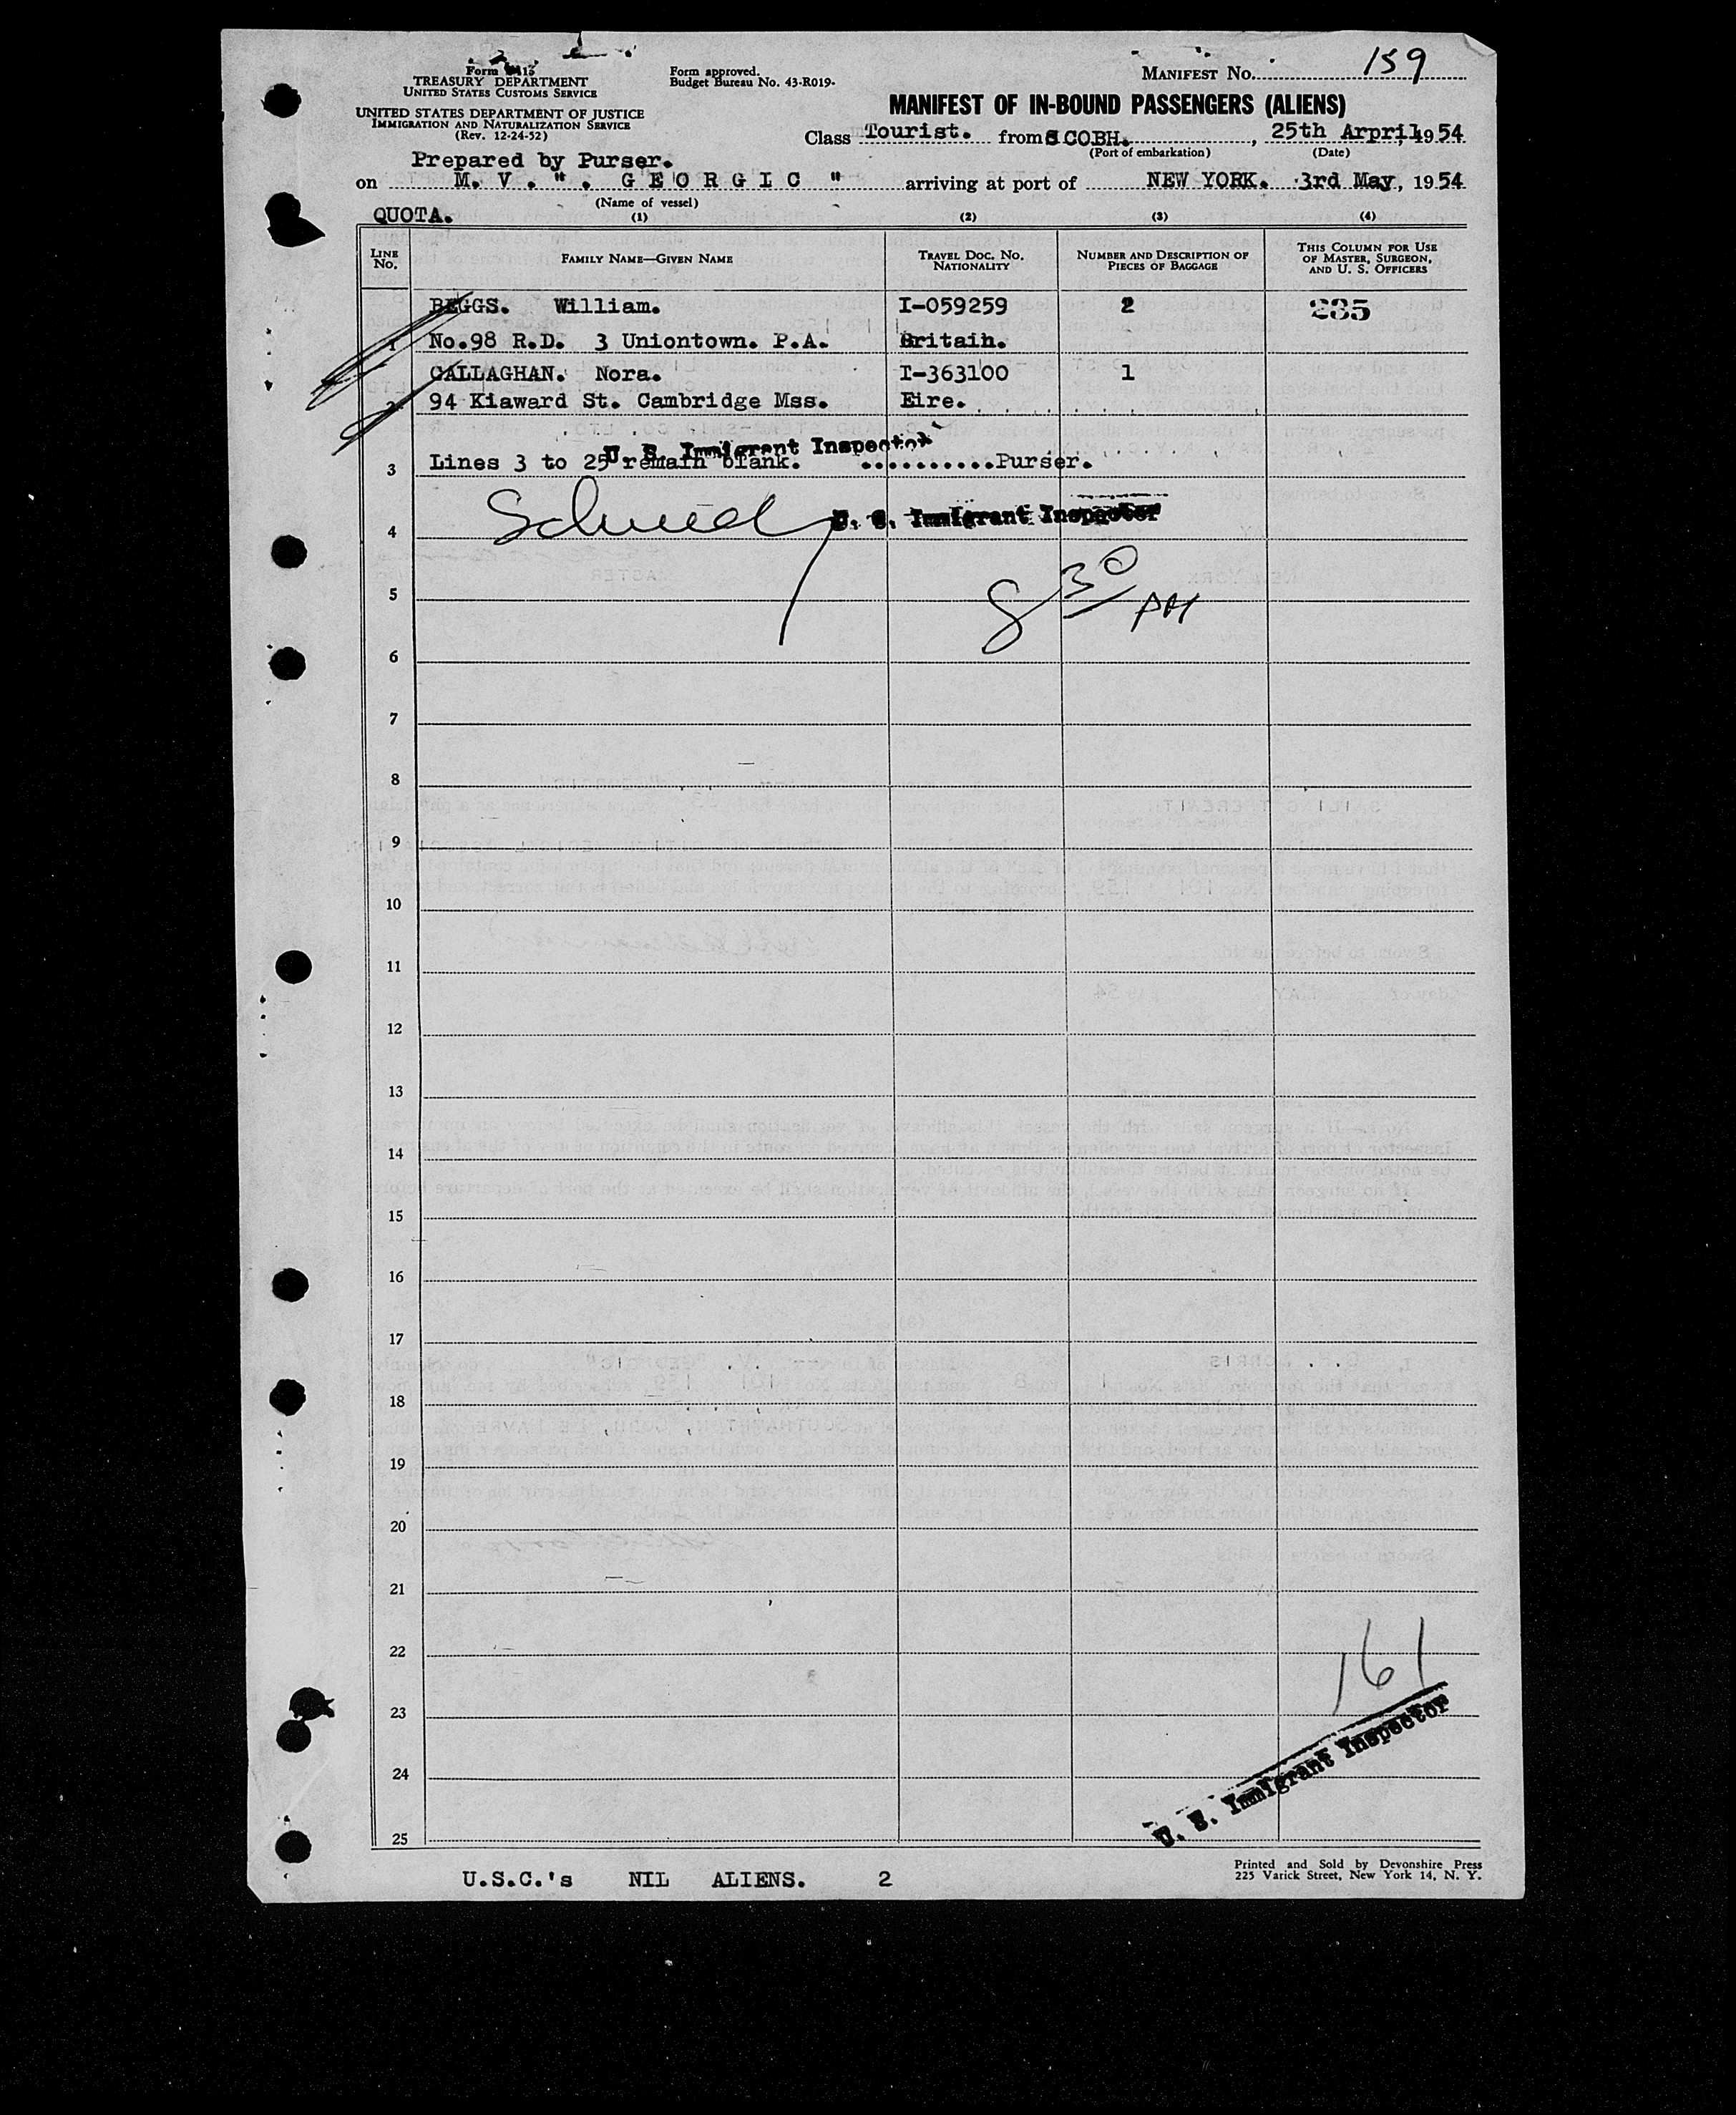 Form
TREASURY DEPARTMENT
UNITED STATES CUSTOMS SERVICE
UNITED STATES DEPARTMENT OF JUSTICE
IMMIGRATION AND NATURALIZATION SERVICE
(Rev. 12-24-52)
Form approved.
Budget Bureau No. 43-R019-
MANIFEST NO. 159
MANIFEST OF IN-BOUND PASSENGERS (ALIENS)
Class Tourist. from COBH. , 25th Arpril, 1954
(Port of embarkation) (Date)
Prepared by Purser.
on M. V. ". G E O R G I C " arriving at port of NEW YORK. 3rd May, 1954
(Name of vessel)
QUOTA. (1) (2) (3) (4)
LINE NO. FAMILY NAME—GIVEN NAME TRAVEL DOC. NO. NATIONALITY NUMBER AND DESCRIPTION OF PIECES OF BAGGAGE THIS COLUMN FOR USE OF MASTER, SURGEON, AND U. S. OFFICERS
BEGGS. William. I-059259 2 285
1 No.98 R.D. 3 Uniontown. P.A. Britain.
CALLAGHAN. Nora. I-363100 1
2 94 Kiaward St. Cambridge Mss. Eire.
U. S. Immigrant Inspector
3 Lines 3 to 25 remain blank. ..........Purser.
U. S. Immigrant Inspector
4
8 30 PM
5
6
7
8
9
10
11
12
13
14
15
16
17
18
19
20
21
22
161
23
24
U. S. Immigrant Inspector
25
U.S.C.'s NIL ALIENS. 2
Printed and Sold by Devonshire Press
225 Varick Street, New York 14, N. Y.